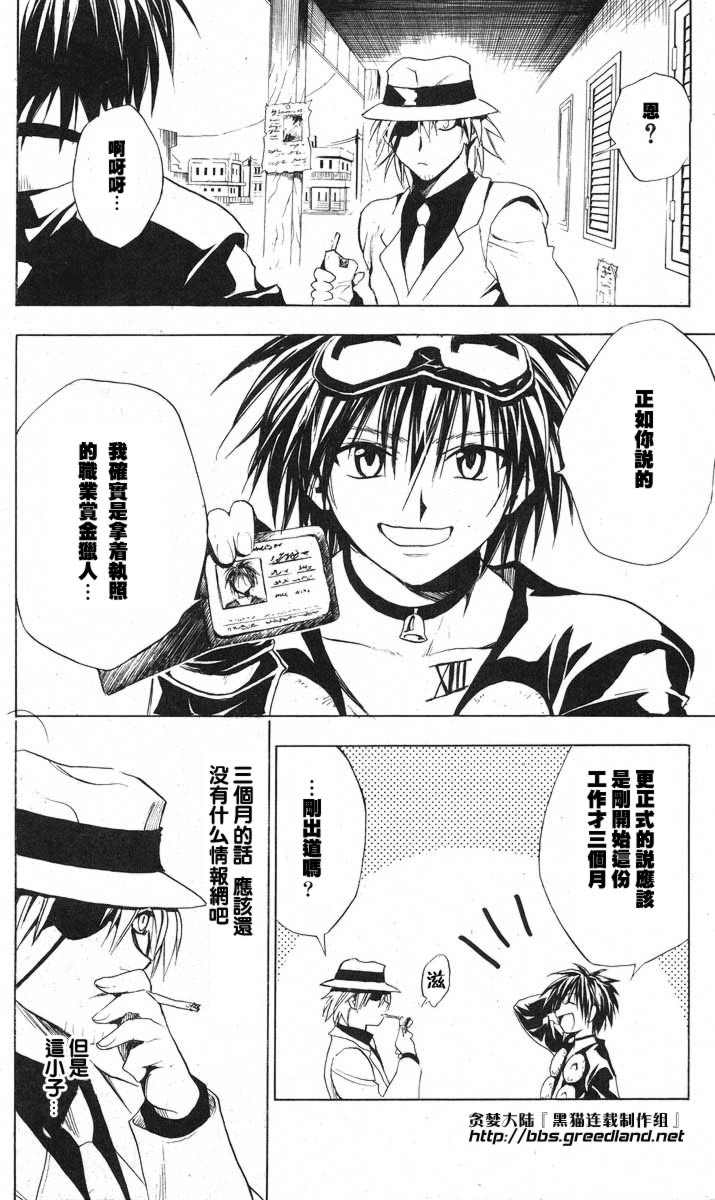 恩？
啊呀呀…
正如你說的
我確實是拿着執照
的職業賞金獵人…
XIII
更正式的説應該
是剛開始這份
工作才三個月
…剛出道嗎？
滋
三個月的話 應該還
没有什么情報網吧
但是
這小子…
贪婪大陆『黑猫连载制作组』
http://bbs.greedland.net